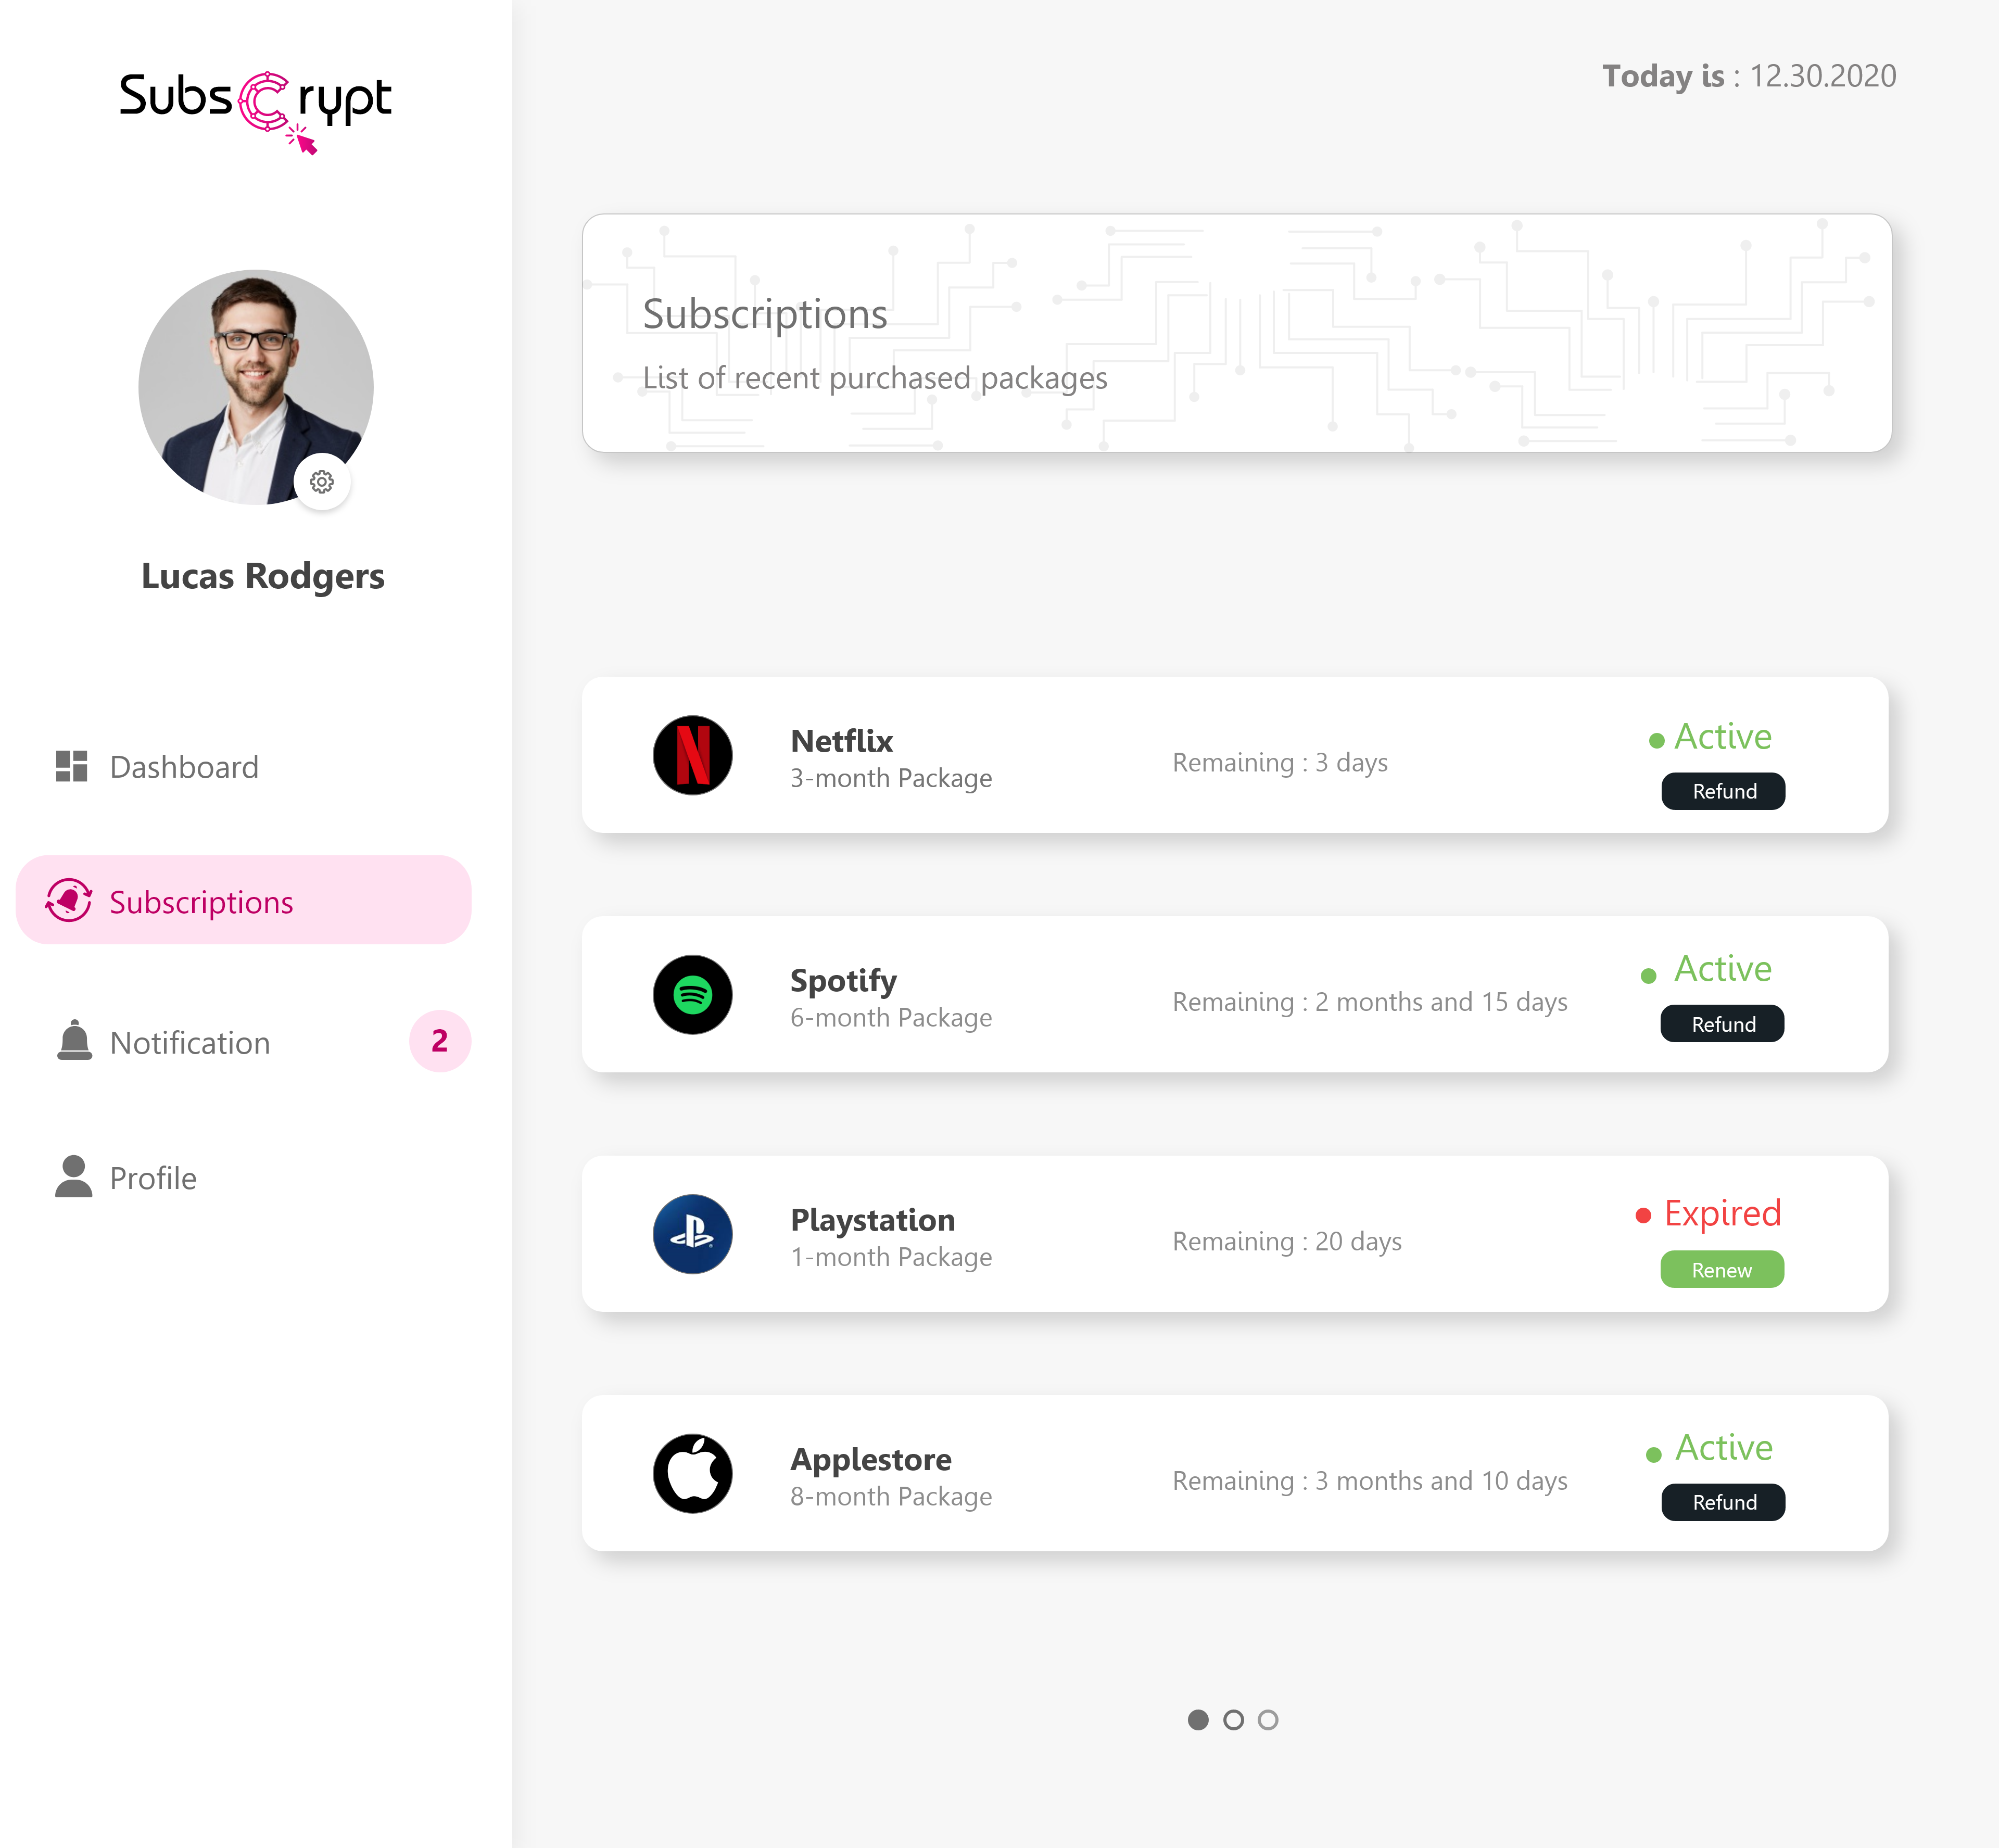 SubsCrypt
Today is : 12.30.2020
Lucas Rodgers
Dashboard
Subscriptions
Notification
2
Profile
Subscriptions
List of recent purchased packages
Netflix
3-month Package
Remaining : 3 days
Active
Refund
Spotify
6-month Package
Remaining : 2 months and 15 days
Active
Refund
Playstation
1-month Package
Remaining : 20 days
Expired
Renew
Applestore
8-month Package
Remaining : 3 months and 10 days
Active
Refund